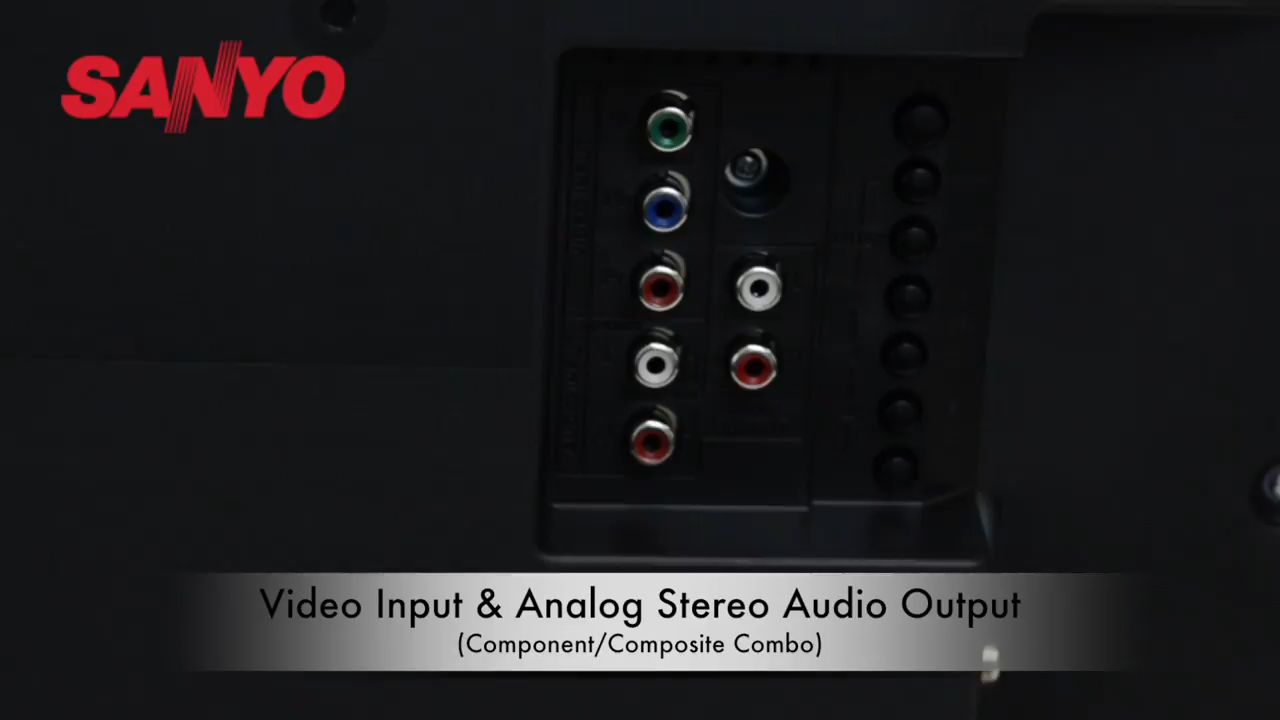 SANYO
Video Input & Analog Stereo Audio Output
(Component/Composite Combo)